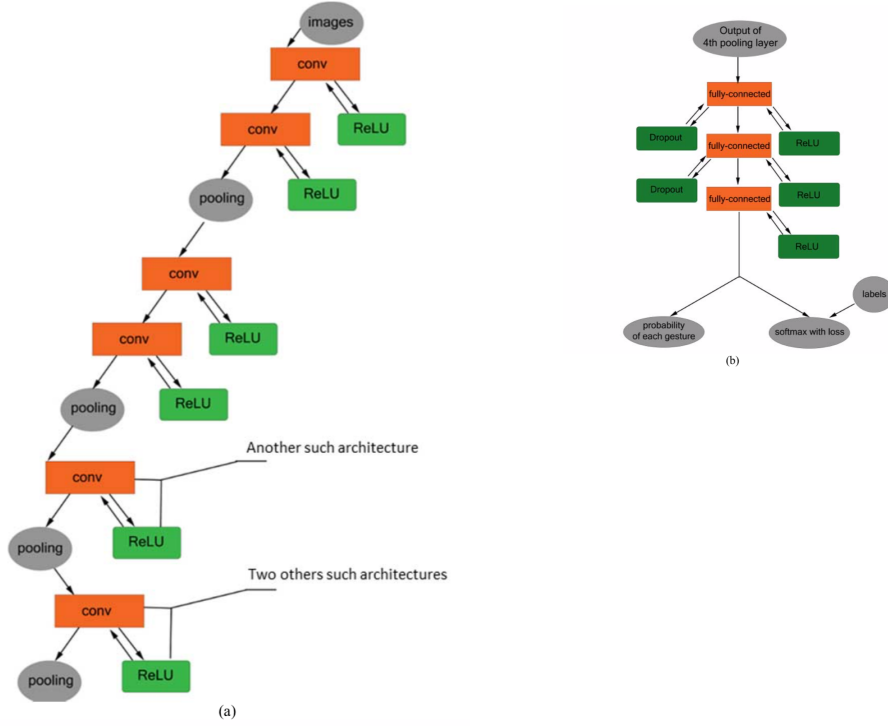 images
conv
ReLU
conv
ReLU
pooling
conv
ReLU
conv
ReLU
pooling
Another such architecture
conv
ReLU
pooling
Two others such architectures
conv
ReLU
pooling
(a)
Output of
4th pooling layer
fully-connected
Dropout
ReLU
fully-connected
Dropout
ReLU
fully-connected
ReLU
labels
probability
of each gesture
softmax with loss
(b)